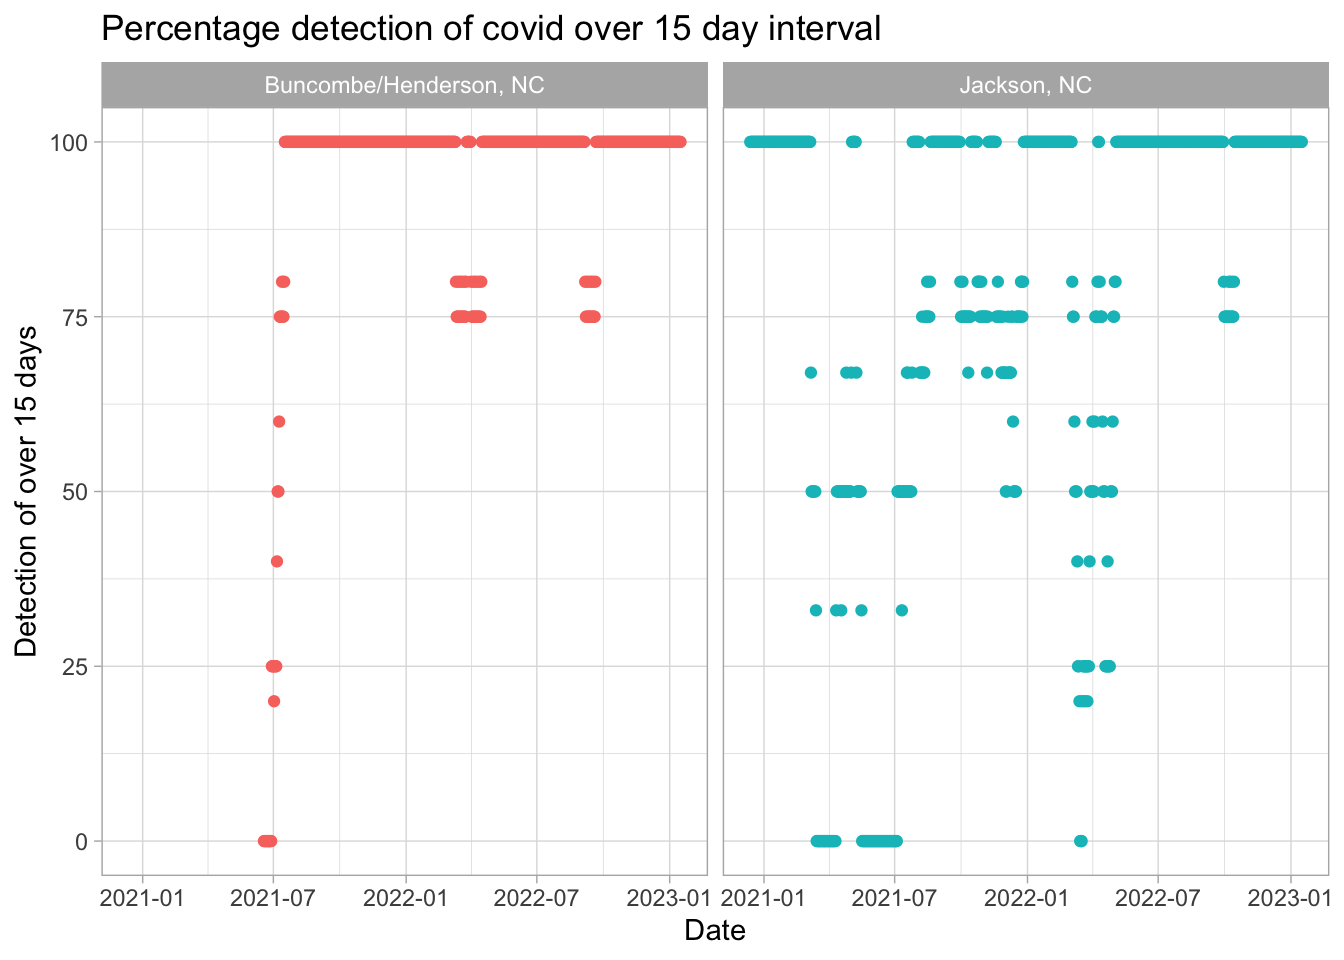 Percentage detection of covid over 15 day interval
Buncombe/Henderson, NC
Jackson, NC
Detection of over 15 days
100
75
50
25
0
2021-01 2021-07 2022-01 2022-07 2023-01
2021-01 2021-07 2022-01 2022-07 2023-01
Date